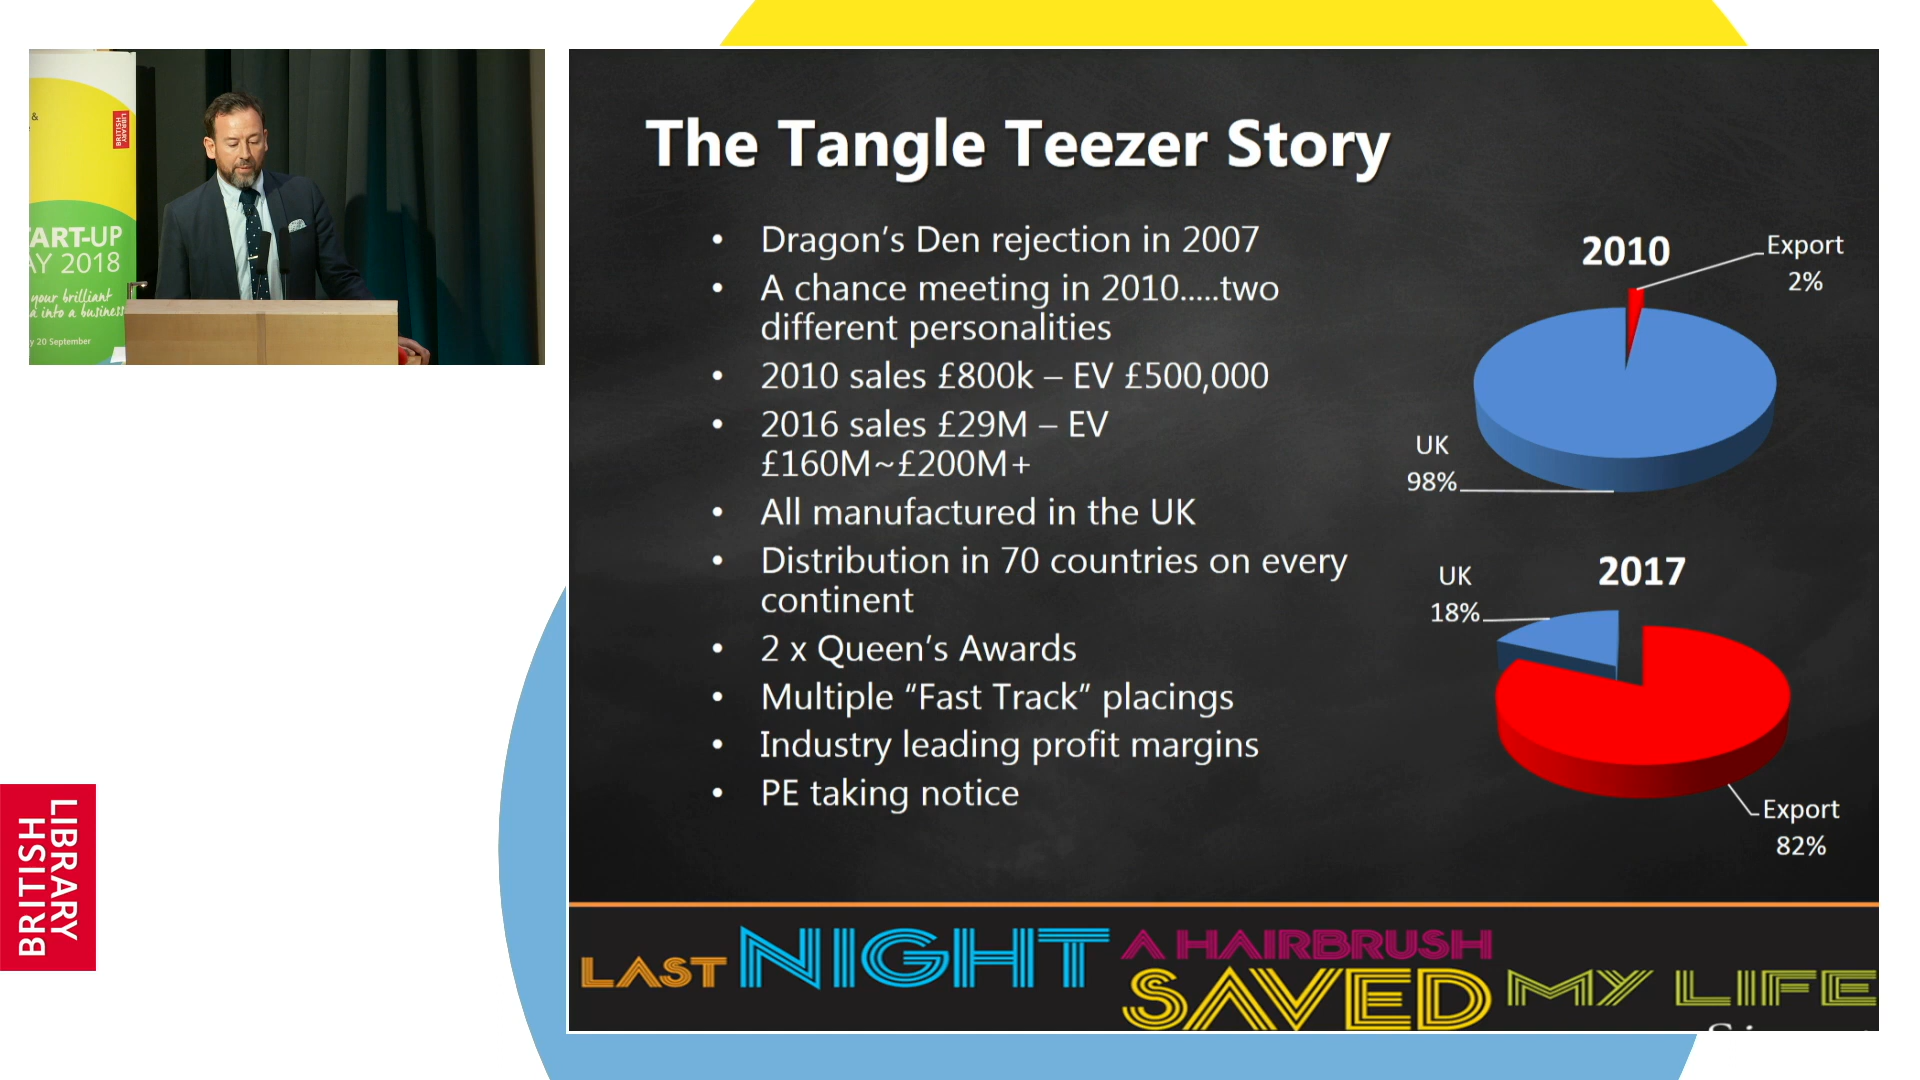 &
BRITISH
LIBRARY
ART-UP
AY 2018
your brilliant
a into a business
y 20 September
The Tangle Teezer Story
• Dragon’s Den rejection in 2007
• A chance meeting in 2010.....two
different personalities
• 2010 sales £800k – EV £500,000
• 2016 sales £29M – EV
£160M~£200M+
• All manufactured in the UK
• Distribution in 70 countries on every
continent
• 2 x Queen’s Awards
• Multiple “Fast Track” placings
• Industry leading profit margins
• PE taking notice
2010
Export
2%
UK
98%
2017
UK
18%
Export
82%
LAST NIGHT A HAIRBRUSH SAVED MY LIFE
BRITISH
LIBRARY